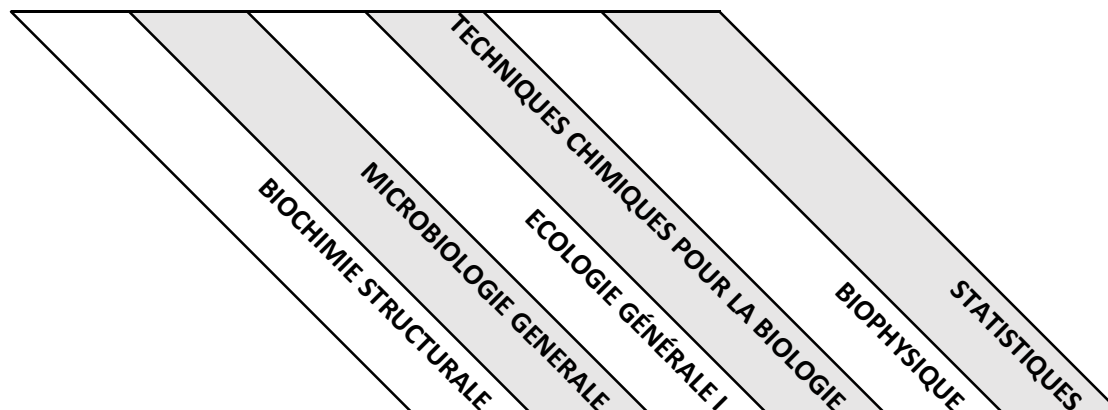 BIOCHIMIE STRUCTURALE
MICROBIOLOGIE GENERALE
ECOLOGIE GÉNÉRALE I
TECHNIQUES CHIMIQUES POUR LA BIOLOGIE
BIOPHYSIQUE
STATISTIQUES